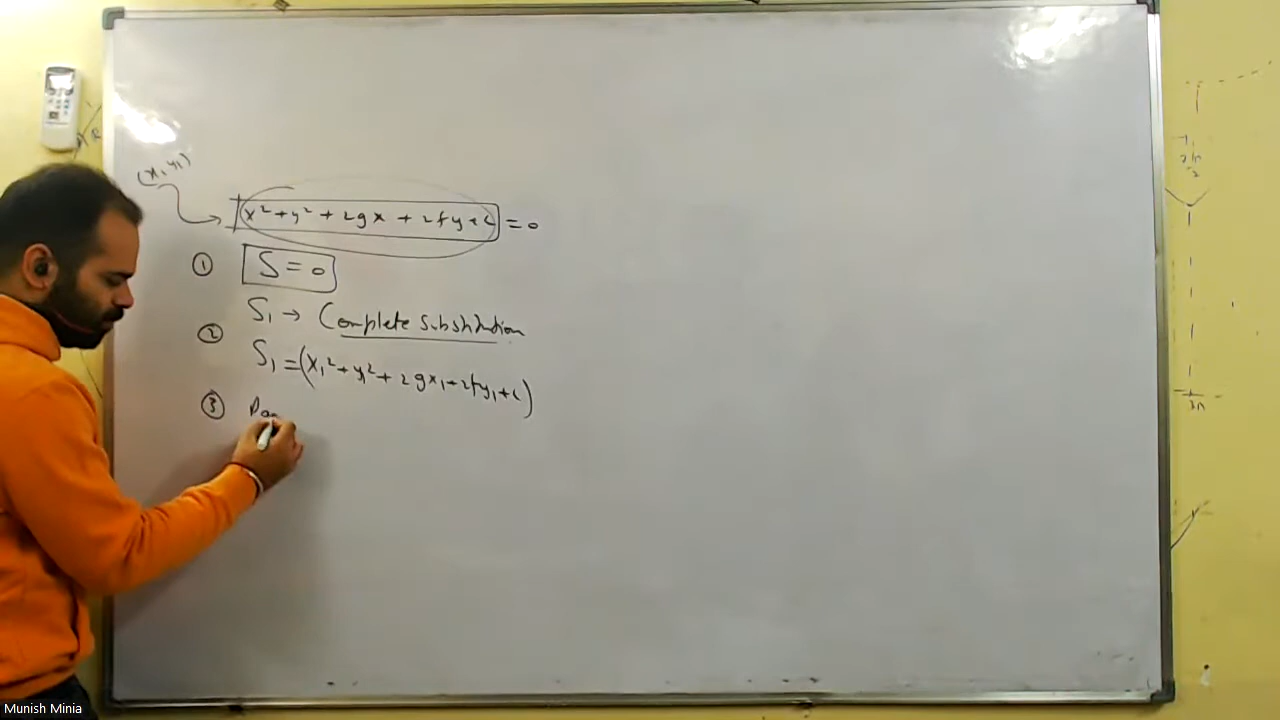 (x₁, y₁)
x² + y² + 2gx + 2fy + c = 0
① S = 0
S₁ → Complete Substitution
②
S₁ = (x₁² + y₁² + 2gx₁ + 2fy₁ + c)
③ Par
Munish Minia